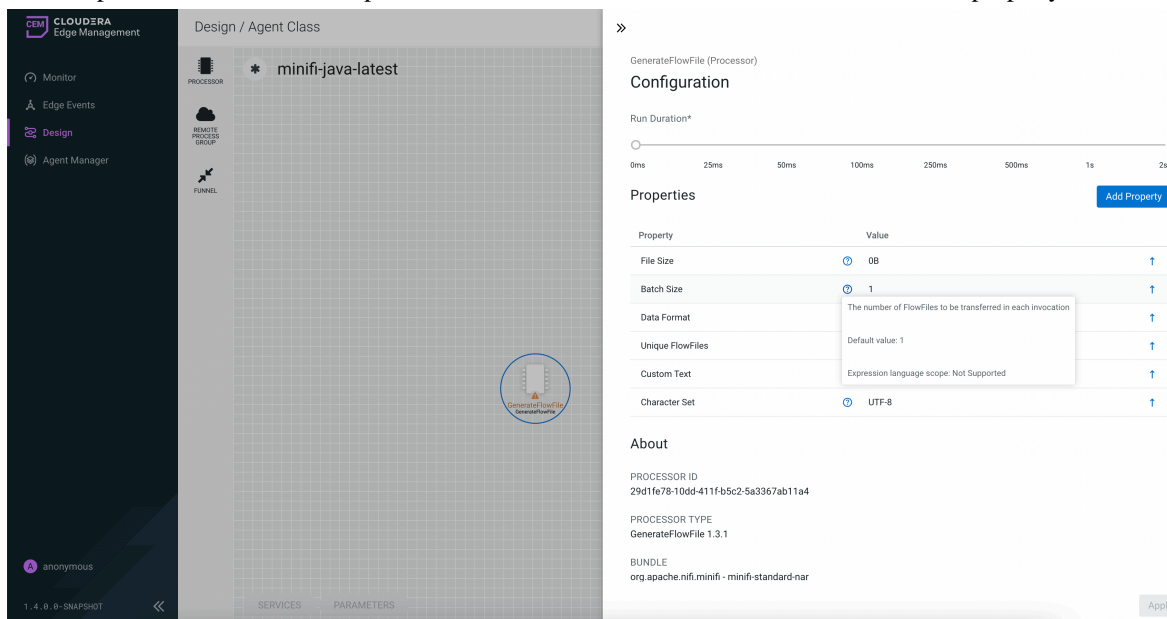 CEM CLOUDERA
Edge Management
Monitor
Edge Events
Design
Agent Manager
A anonymous
1.4.0.0-SNAPSHOT
Design / Agent Class
PROCESSOR
REMOTE
PROCESS
GROUP
FUNNEL
minifi-java-latest
GenerateFlowFile
GenerateFlowFile
SERVICES PARAMETERS
GenerateFlowFile (Processor)
Configuration
Run Duration*
0ms 25ms 50ms 100ms 250ms 500ms 1s 2s
Properties
Add Property
Property Value
File Size 0B
Batch Size 1
The number of FlowFiles to be transferred in each invocation
Data Format
Default value: 1
Unique FlowFiles
Custom Text
Expression language scope: Not Supported
Character Set UTF-8
About
PROCESSOR ID
29d1fe78-10dd-411f-b5c2-5a3367ab11a4
PROCESSOR TYPE
GenerateFlowFile 1.3.1
BUNDLE
org.apache.nifi.minifi - minifi-standard-nar